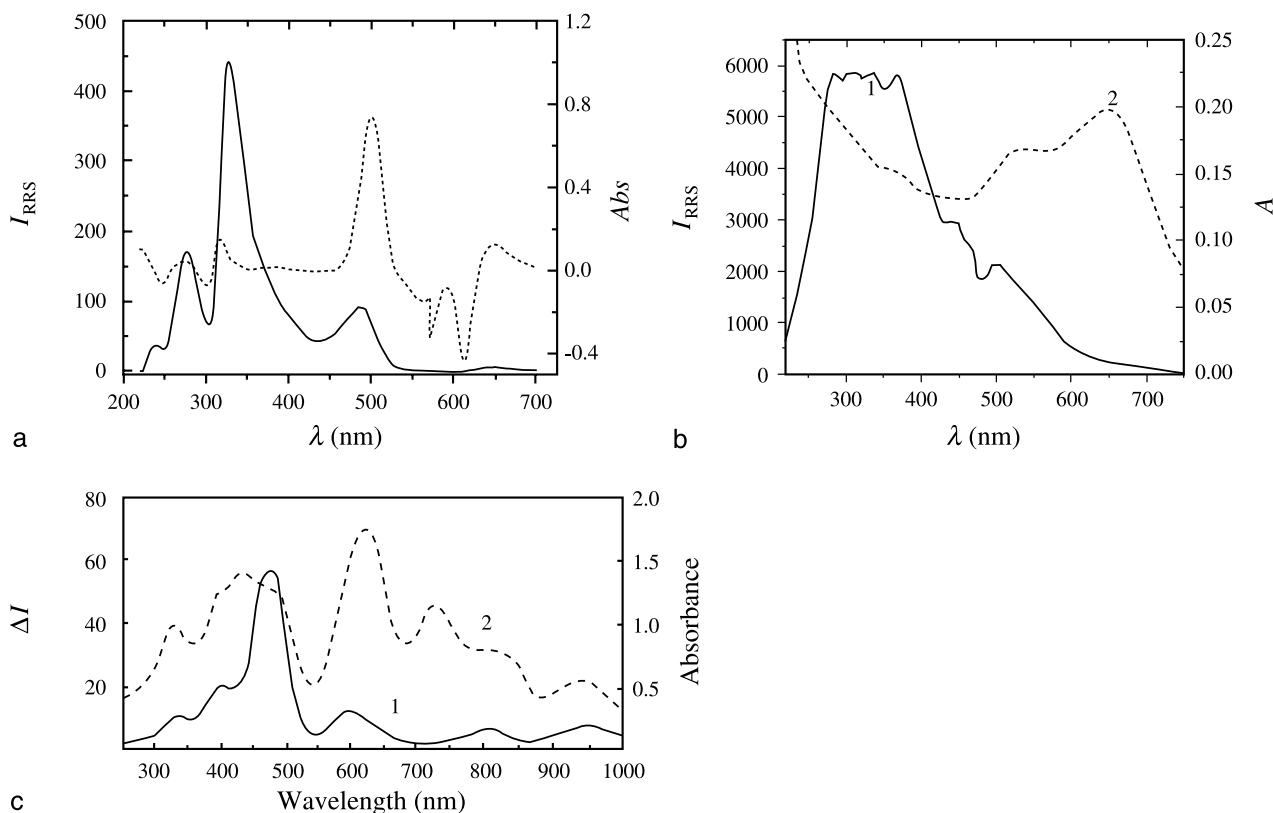 500
400
300
200
100
0
I RRS
1.2
0.8
0.4
0.0
-0.4
Abs
200 300 400 500 600 700
λ (nm)
a
6000
5000
4000
3000
2000
1000
0
I RRS
1
2
0.25
0.20
0.15
0.10
0.05
0.00
A
300 400 500 600 700
λ (nm)
b
80
60
40
20
ΔI
2
1
2.0
1.5
1.0
0.5
Absorbance
300 400 500 600 700 800 900 1000
Wavelength (nm)
c